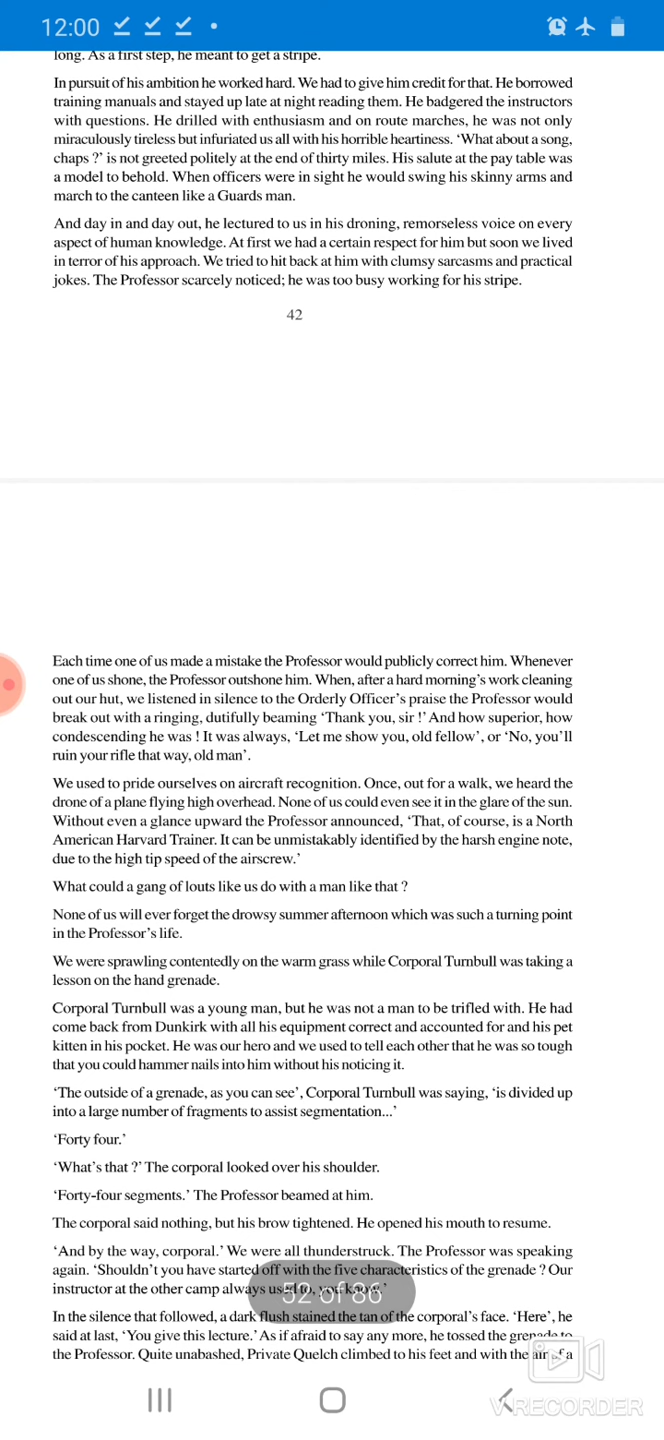 12:00
long. As a first step, he meant to get a stripe.
In pursuit of his ambition he worked hard. We had to give him credit for that. He borrowed
training manuals and stayed up late at night reading them. He badgered the instructors
with questions. He drilled with enthusiasm and on route marches, he was not only
miraculously tireless but infuriated us all with his horrible heartiness. ‘What about a song,
chaps ?’ is not greeted politely at the end of thirty miles. His salute at the pay table was
a model to behold. When officers were in sight he would swing his skinny arms and
march to the canteen like a Guards man.
And day in and day out, he lectured to us in his droning, remorseless voice on every
aspect of human knowledge. At first we had a certain respect for him but soon we lived
in terror of his approach. We tried to hit back at him with clumsy sarcasms and practical
jokes. The Professor scarcely noticed; he was too busy working for his stripe.
42
Each time one of us made a mistake the Professor would publicly correct him. Whenever
one of us shone, the Professor outshone him. When, after a hard morning’s work cleaning
out our hut, we listened in silence to the Orderly Officer’s praise the Professor would
break out with a ringing, dutifully beaming ‘Thank you, sir !’ And how superior, how
condescending he was ! It was always, ‘Let me show you, old fellow’, or ‘No, you’ll
ruin your rifle that way, old man’.
We used to pride ourselves on aircraft recognition. Once, out for a walk, we heard the
drone of a plane flying high overhead. None of us could even see it in the glare of the sun.
Without even a glance upward the Professor announced, ‘That, of course, is a North
American Harvard Trainer. It can be unmistakably identified by the harsh engine note,
due to the high tip speed of the airscrew.’
What could a gang of louts like us do with a man like that ?
None of us will ever forget the drowsy summer afternoon which was such a turning point
in the Professor’s life.
We were sprawling contentedly on the warm grass while Corporal Turnbull was taking a
lesson on the hand grenade.
Corporal Turnbull was a young man, but he was not a man to be trifled with. He had
come back from Dunkirk with all his equipment correct and accounted for and his pet
kitten in his pocket. He was our hero and we used to tell each other that he was so tough
that you could hammer nails into him without his noticing it.
‘The outside of a grenade, as you can see’, Corporal Turnbull was saying, ‘is divided up
into a large number of fragments to assist segmentation...’
‘Forty four.’
‘What’s that ?’ The corporal looked over his shoulder.
‘Forty-four segments.’ The Professor beamed at him.
The corporal said nothing, but his brow tightened. He opened his mouth to resume.
‘And by the way, corporal.’ We were all thunderstruck. The Professor was speaking
again. ‘Shouldn’t you have started off with the five characteristics of the grenade ? Our
instructor at the other camp always used to, you know.’
52 of 86
In the silence that followed, a dark flush stained the tan of the corporal’s face. ‘Here’, he
said at last, ‘You give this lecture.’ As if afraid to say any more, he tossed the grenade to
the Professor. Quite unabashed, Private Quelch climbed to his feet and with the air of a
V RECORDER